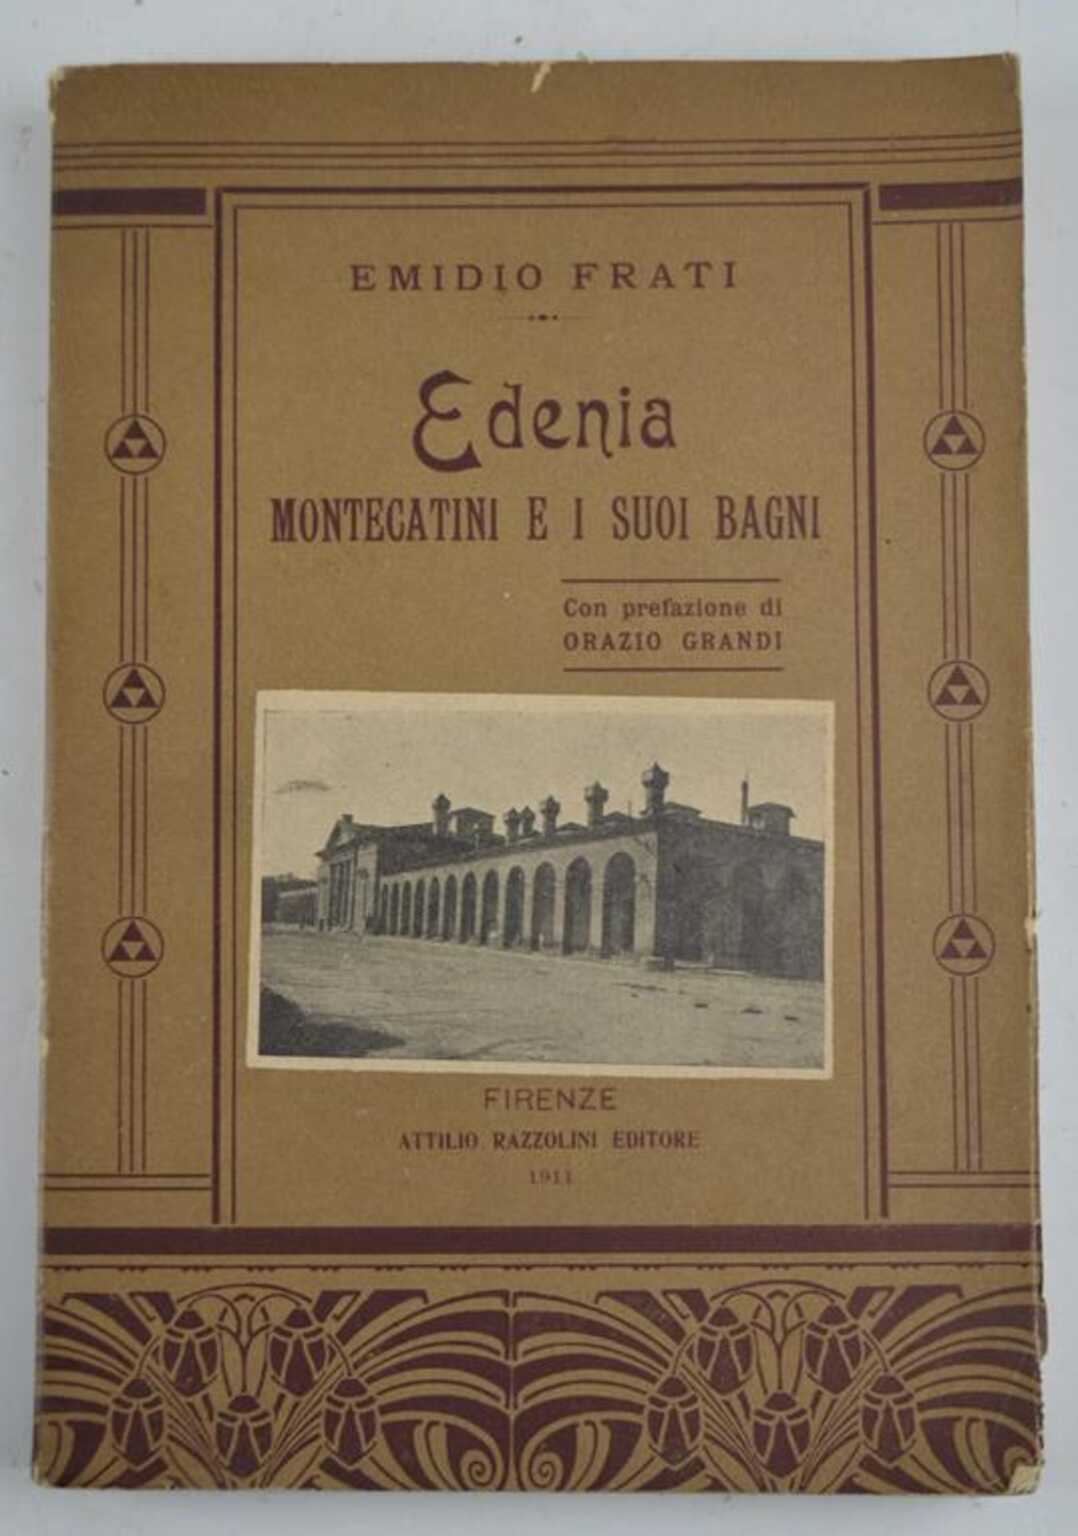 EMIDIO FRATI
Edenia
MONTECATINI E I SUOI BAGNI
Con prefazione di
ORAZIO GRANDI
FIRENZE
ATTILIO RAZZOLINI EDITORE
1911